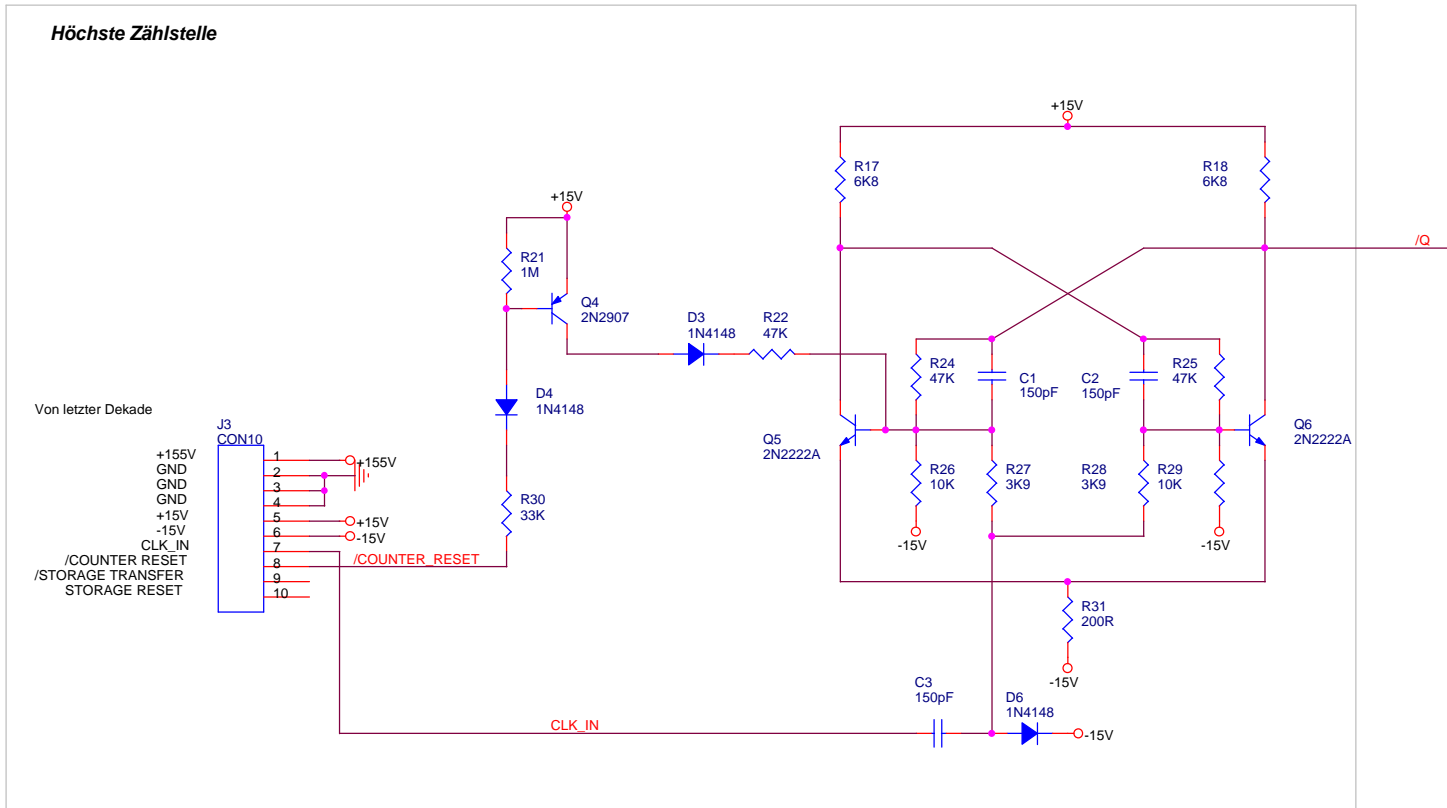 Höchste Zählstelle
+15V
R17
6K8
R18
6K8
+15V
/Q
R21
1M
Q4
2N2907
D3
1N4148
R22
47K
R24
47K
C1
150pF
C2
150pF
R25
47K
D4
1N4148
Von letzter Dekade
J3
CON10
Q5
2N2222A
Q6
2N2222A
+155V
GND
GND
GND
+15V
-15V
CLK_IN
/COUNTER RESET
/STORAGE TRANSFER
STORAGE RESET
1
2
3
4
5
6
7
8
9
10
+155V
+15V
-15V
R26
10K
R27
3K9
R28
3K9
R29
10K
R30
33K
-15V
-15V
/COUNTER_RESET
R31
200R
-15V
C3
150pF
D6
1N4148
CLK_IN
-15V